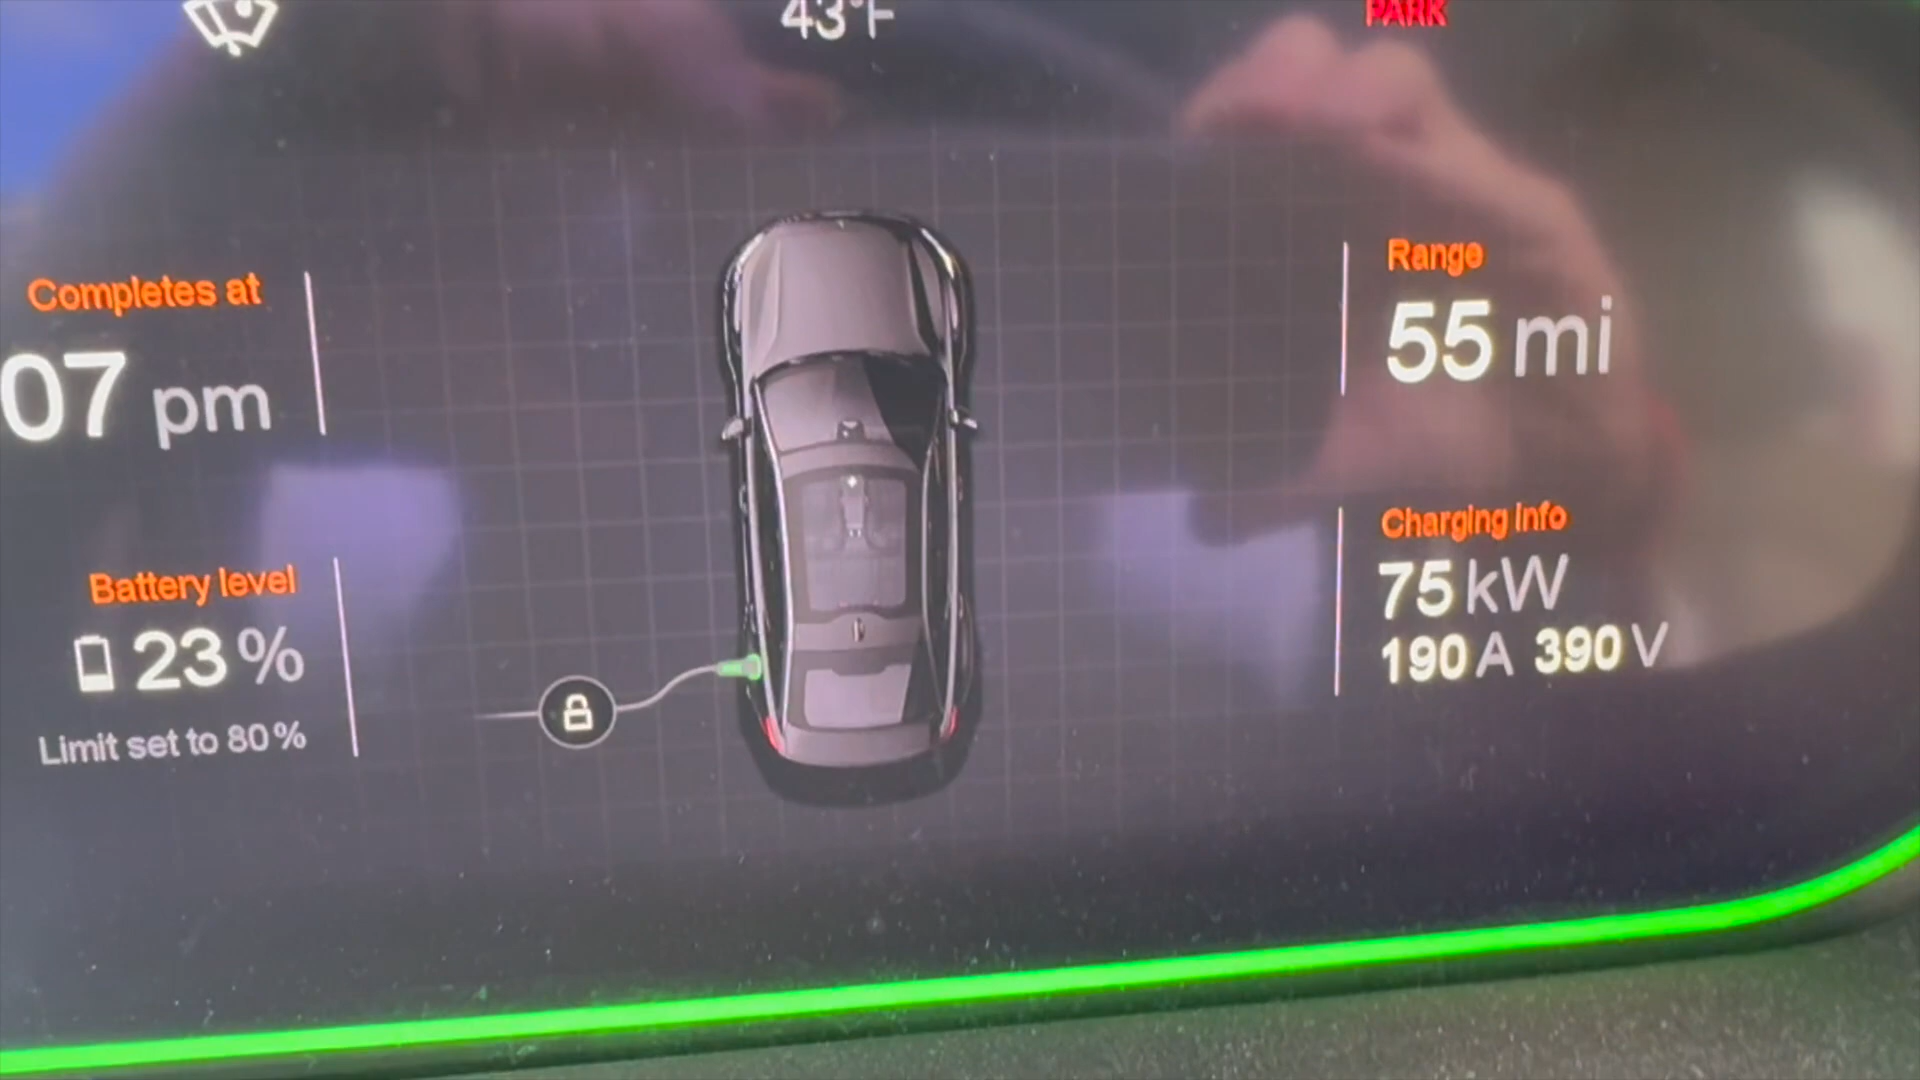 43°F
PARK
Completes at
07 pm
Range
55 mi
Battery level
23 %
Limit set to 80 %
Charging info
75 kW
190 A 390 V